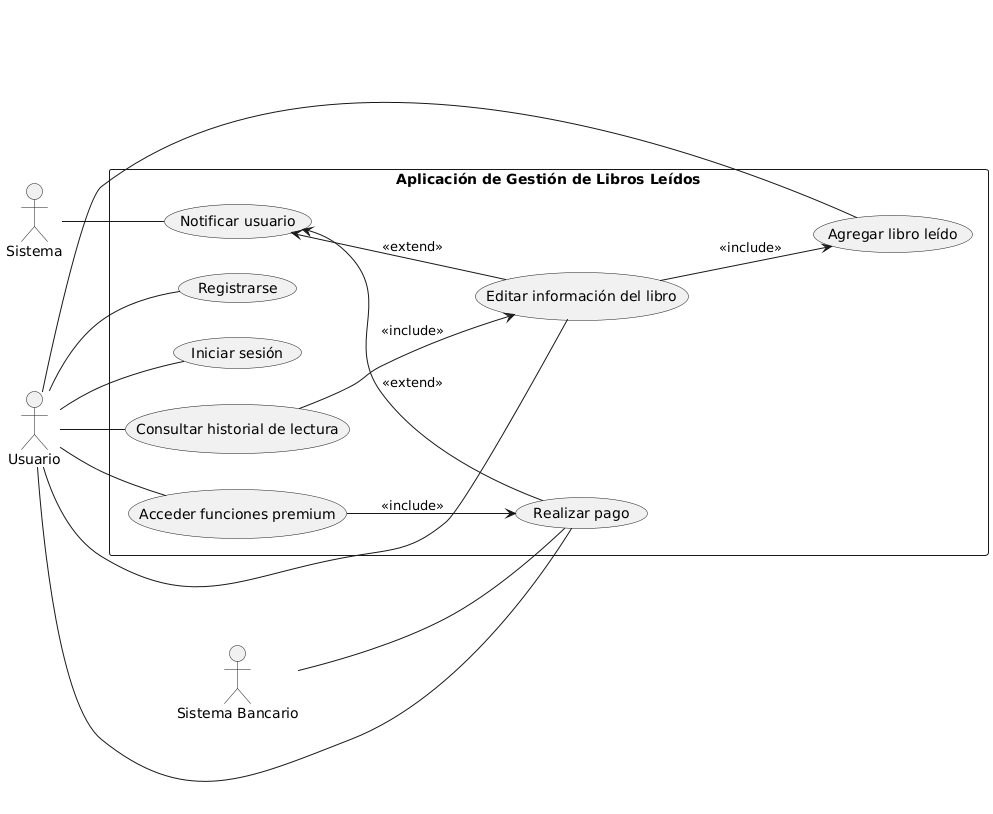 Aplicación de Gestión de Libros Leídos
Sistema
Notificar usuario
Agregar libro leído
«extend»
«include»
Registrarse
Editar información del libro
«include»
Iniciar sesión
«extend»
Usuario
Consultar historial de lectura
Acceder funciones premium
«include»
Realizar pago
Sistema Bancario